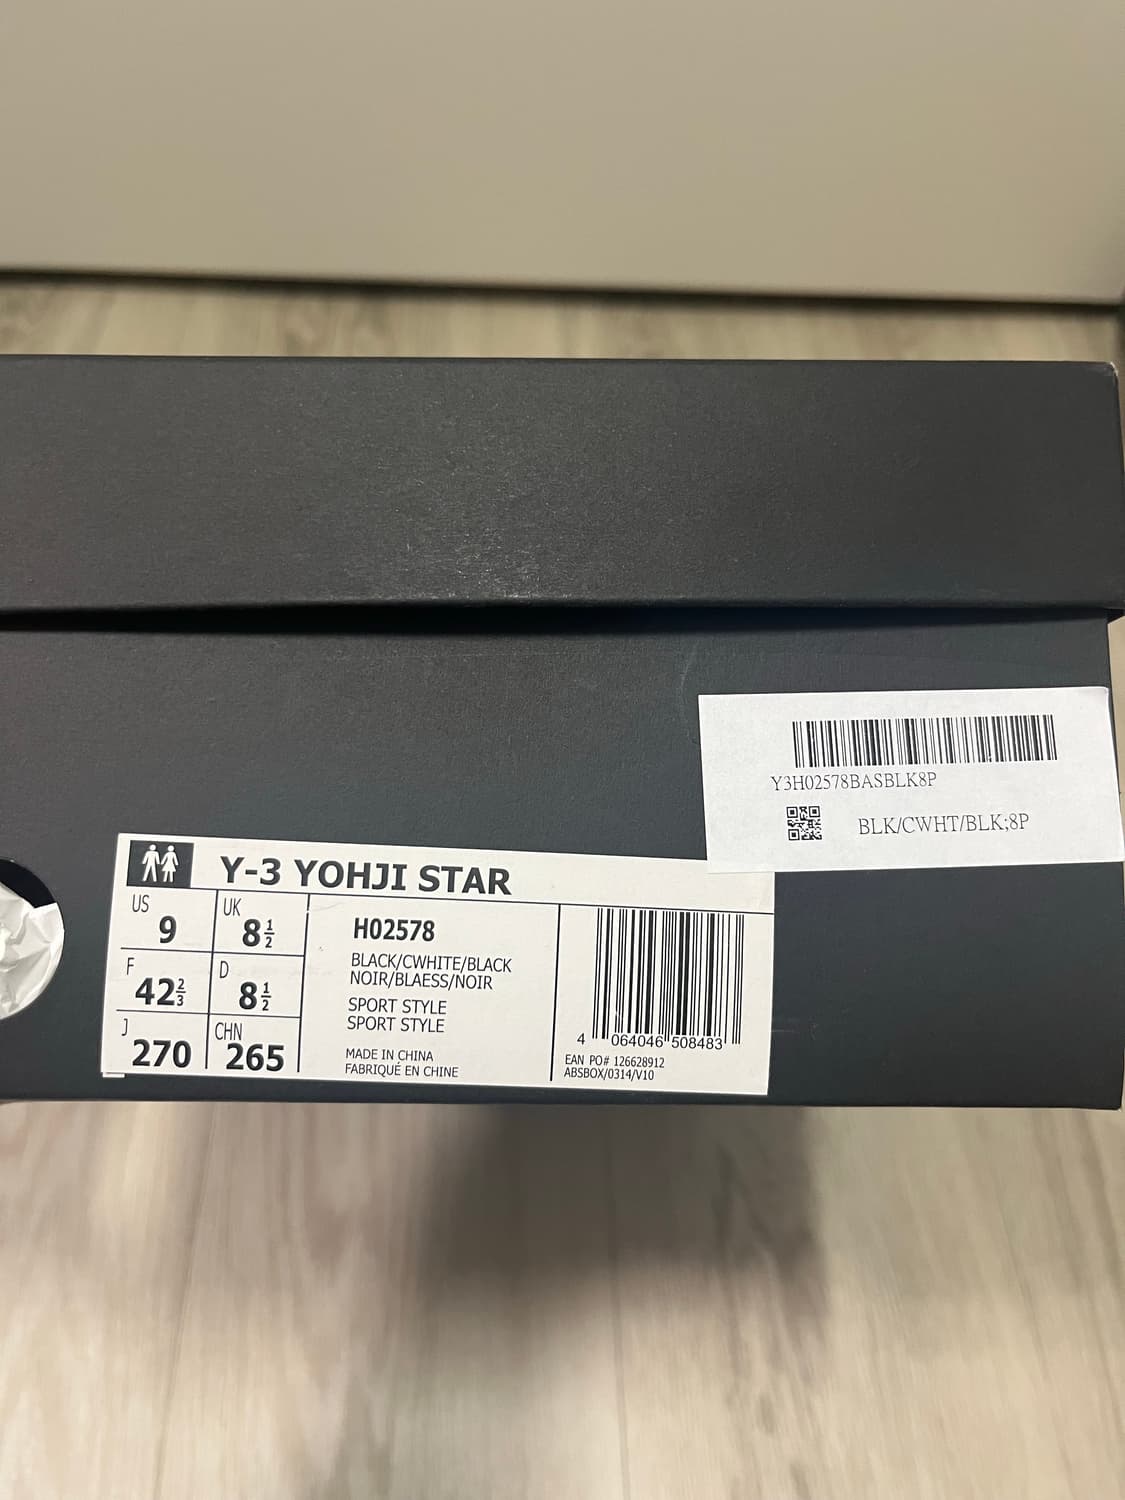 Y3H02578BASBLK8P
BLK/CWHT/BLK;8P
Y-3 YOHJI STAR
US
9
UK
8 1/2
F
42 2/3
D
8 1/2
J
270
CHN
265
H02578
BLACK/CWHITE/BLACK
NOIR/BLAESS/NOIR
SPORT STYLE
SPORT STYLE
MADE IN CHINA
FABRIQUÉ EN CHINE
4 064046 508483
EAN PO# 126628912
ABSBOX/0314/V10